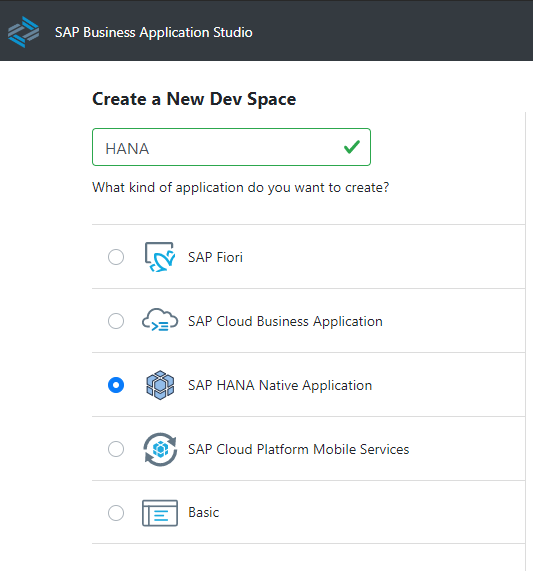 SAP Business Application Studio
Create a New Dev Space
HANA
What kind of application do you want to create?
SAP Fiori
SAP Cloud Business Application
SAP HANA Native Application
SAP Cloud Platform Mobile Services
Basic